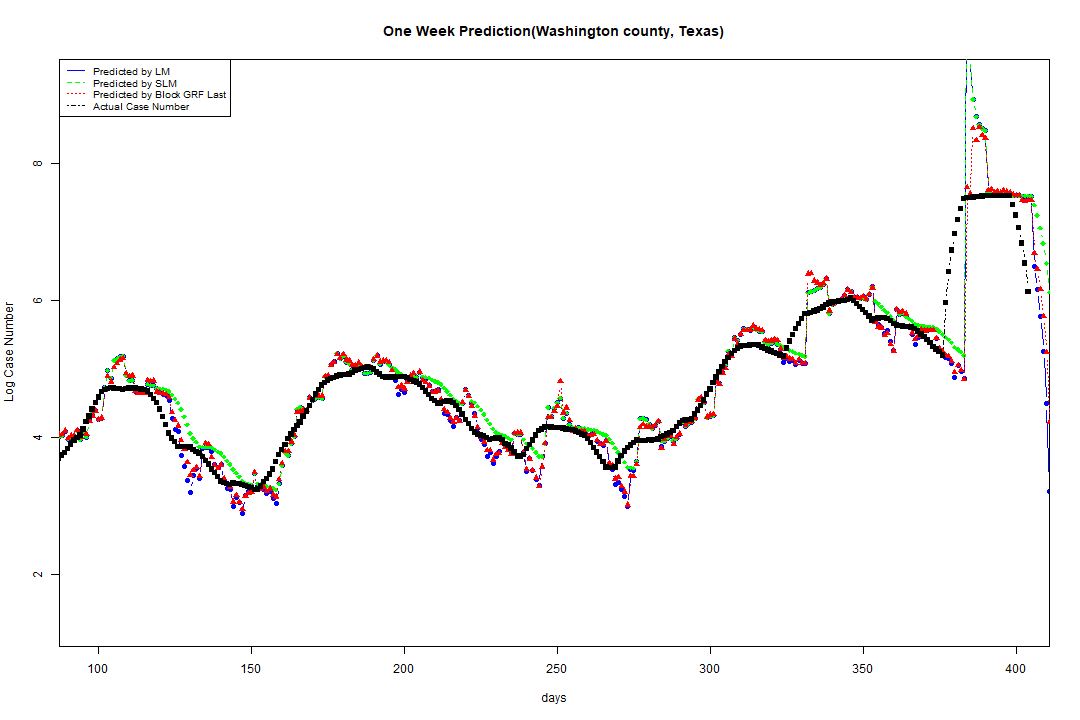 One Week Prediction(Washington county, Texas)
Predicted by LM
Predicted by SLM
Predicted by Block GRF Last
Actual Case Number
Log Case Number
8
6
4
2
100 150 200 250 300 350 400
days